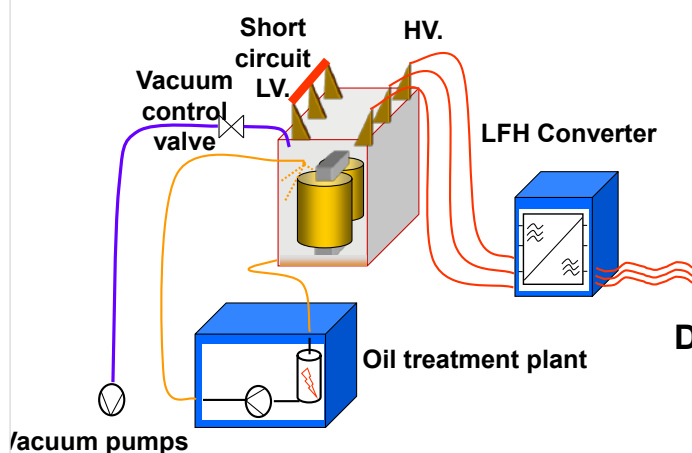 Short
circuit
LV.
HV.
Vacuum
control
valve
LFH Converter
D
Oil treatment plant
Vacuum pumps